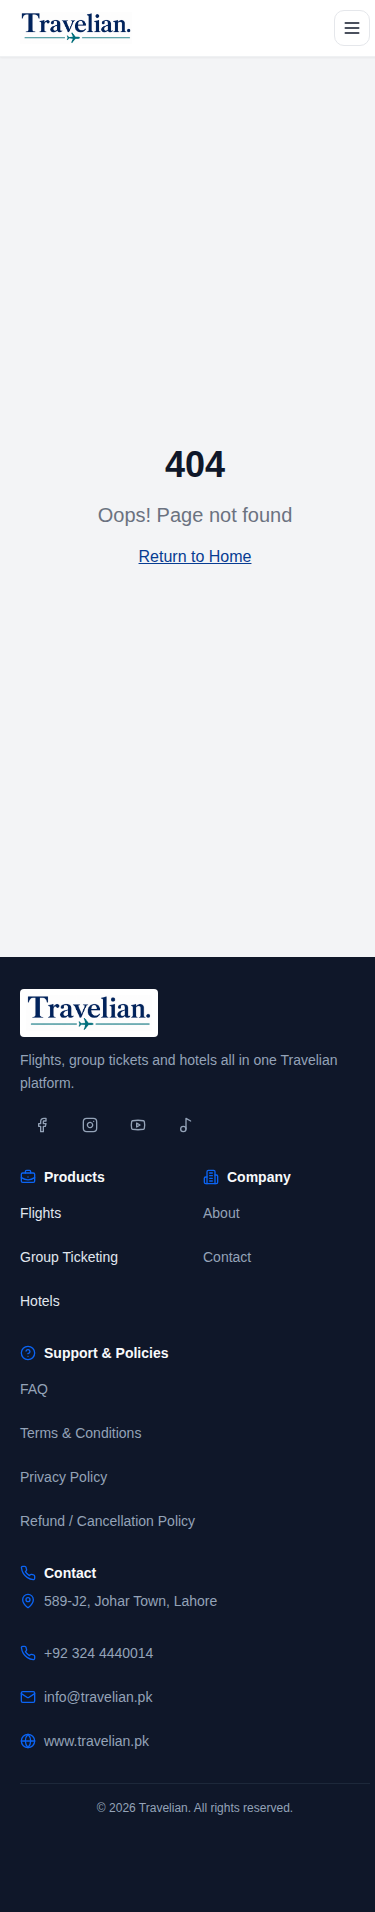 Travelian.
404
Oops! Page not found
Return to Home
Travelian.
Flights, group tickets and hotels all in one Travelian
platform.
Products
Flights
Group Ticketing
Hotels
Company
About
Contact
Support & Policies
FAQ
Terms & Conditions
Privacy Policy
Refund / Cancellation Policy
Contact
589-J2, Johar Town, Lahore
+92 324 4440014
info@travelian.pk
www.travelian.pk
© 2026 Travelian. All rights reserved.